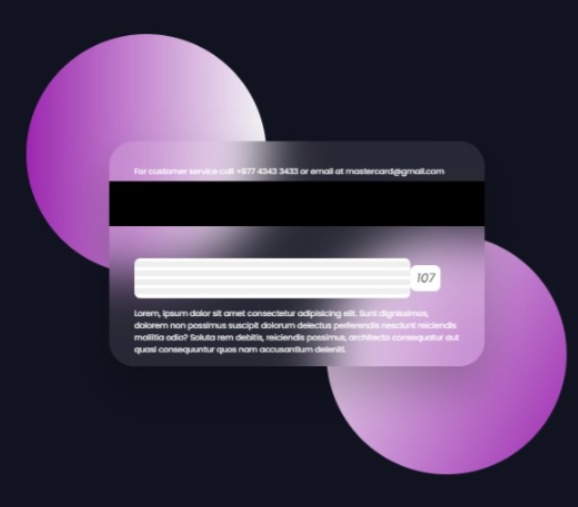 For customer service call +977 4343 3433 or email at mastercard@gmail.com
107
Lorem, ipsum dolor sit amet consectetur adipisicing elit. Sunt dignissimos,
dolorem non possimus suscipit dolorum delectus perferendis nesciunt reiciendis
mollitia odio? Soluta rem debitis, reiciendis possimus, architecto consequatur aut
quasi consequuntur quos nam accusantium deleniti.